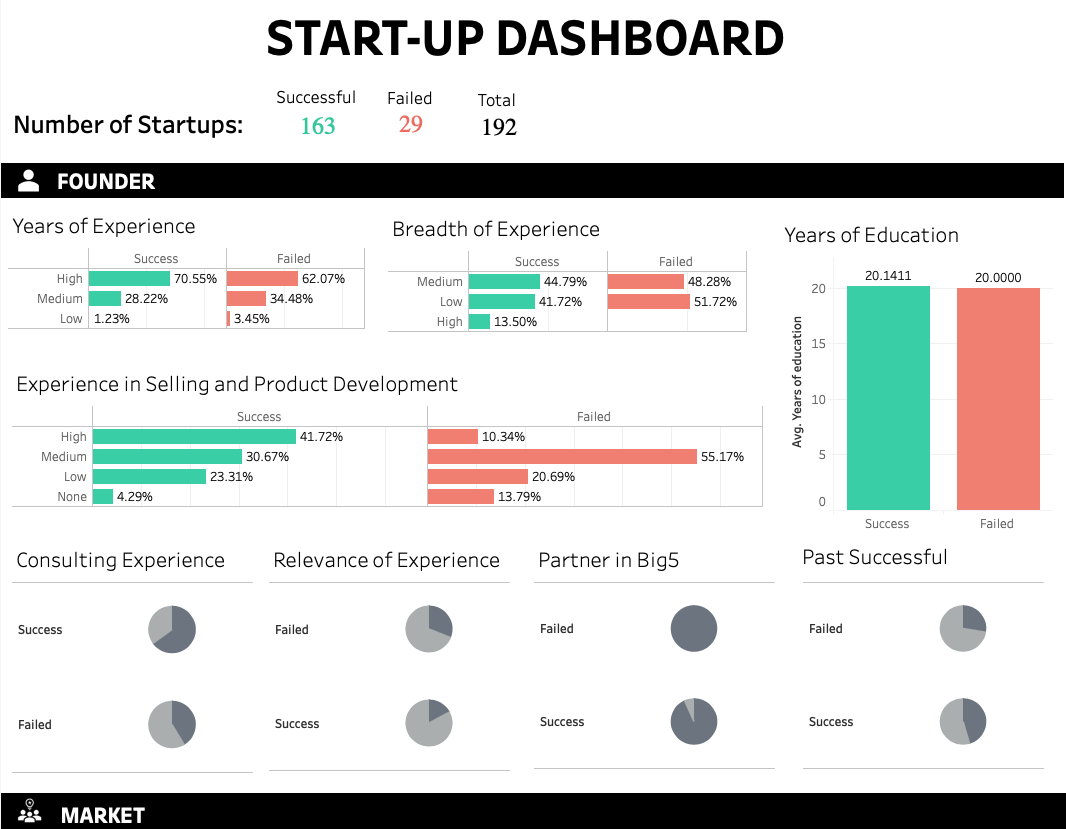 START-UP DASHBOARD
Successful Failed Total
Number of Startups: 163 29 192
FOUNDER
Years of Experience
Success Failed
High 70.55% 62.07%
Medium 28.22% 34.48%
Low 1.23% 3.45%
Breadth of Experience
Success Failed
Medium 44.79% 48.28%
Low 41.72% 51.72%
High 13.50%
Years of Education
20.1411 20.0000
20
15
10
5
0
Avg. Years of education
Success Failed
Experience in Selling and Product Development
Success Failed
High 41.72% 10.34%
Medium 30.67% 55.17%
Low 23.31% 20.69%
None 4.29% 13.79%
Consulting Experience
Success
Failed
Relevance of Experience
Failed
Success
Partner in Big5
Failed
Success
Past Successful
Failed
Success
MARKET